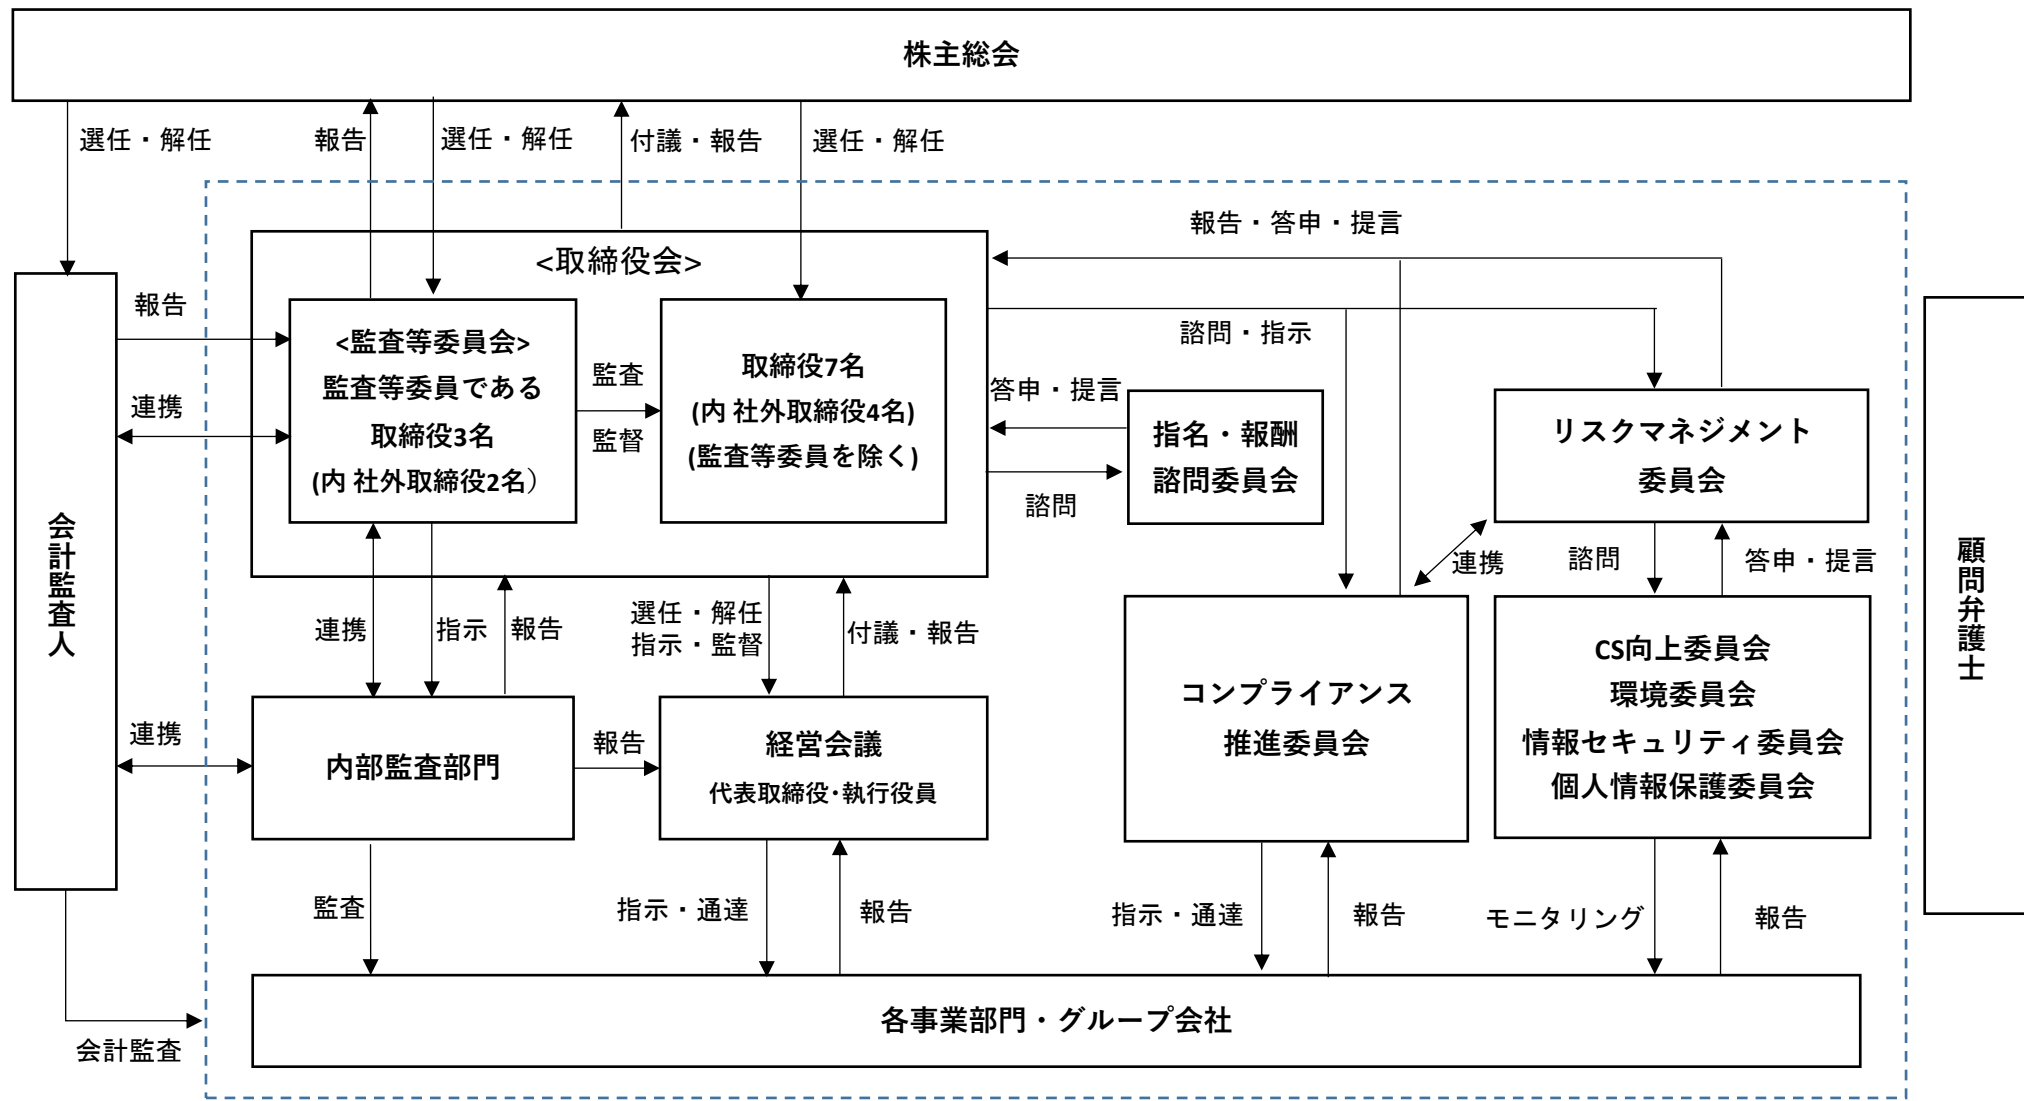 株主総会
選任・解任
報告
選任・解任
付議・報告
選任・解任
報告・答申・提言
<取締役会>
報告
<監査等委員会>
監査等委員である
取締役3名
(内 社外取締役2名）
監査
監督
取締役7名
(内 社外取締役4名)
(監査等委員を除く)
諮問・指示
答申・提言
指名・報酬
諮問委員会
諮問
リスクマネジメント
委員会
連携
会計監査人
顧問弁護士
連携
諮問
答申・提言
連携
指示
報告
選任・解任
指示・監督
付議・報告
コンプライアンス
推進委員会
CS向上委員会
環境委員会
情報セキュリティ委員会
個人情報保護委員会
連携
内部監査部門
報告
経営会議
代表取締役・執行役員
監査
指示・通達
報告
指示・通達
報告
モニタリング
報告
各事業部門・グループ会社
会計監査